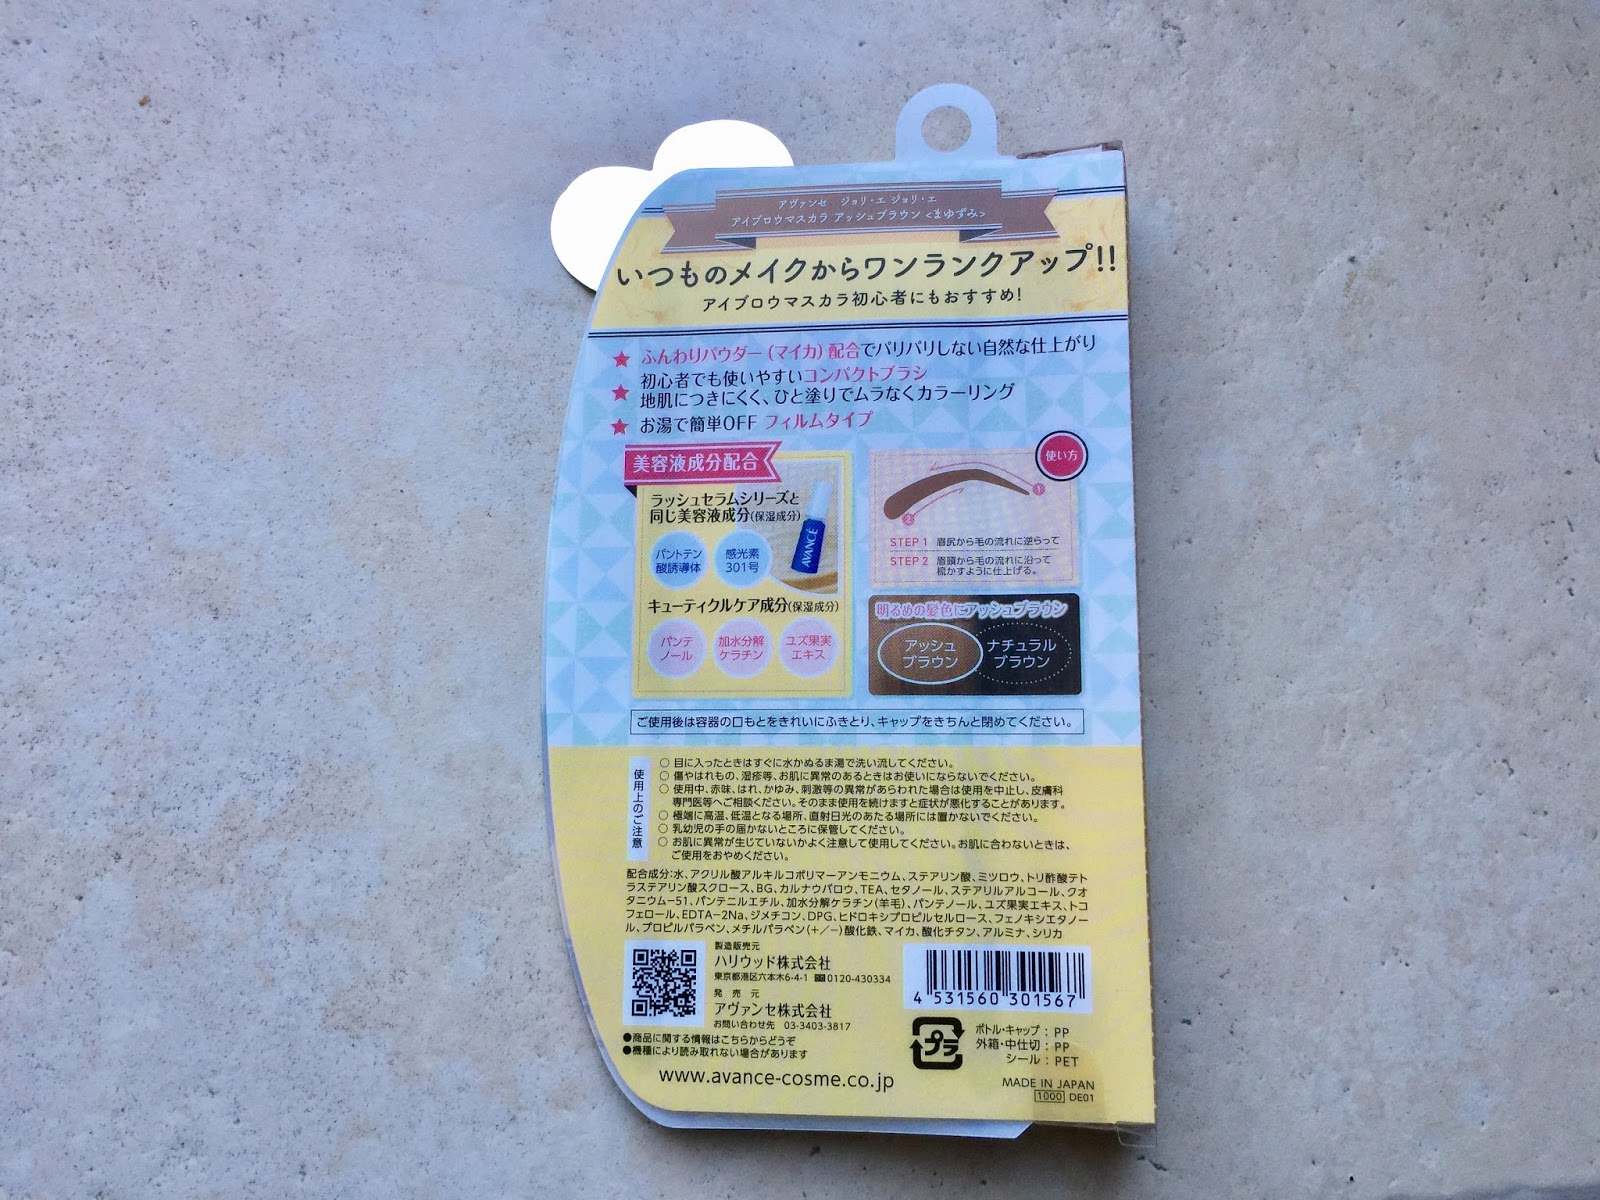 アヴァンセ　ジョリ・エ ジョリ・エ
アイブロウマスカラ アッシュブラウン <まゆずみ>
いつものメイクからワンランクアップ!!
アイブロウマスカラ初心者にもおすすめ!
★ ふんわりパウダー(マイカ)配合でパリパリしない自然な仕上がり
★ 初心者でも使いやすいコンパクトブラシ
地肌につきにくく、ひと塗りでムラなくカラーリング
★ お湯で簡単OFF フィルムタイプ
美容液成分配合
ラッシュセラムシリーズと
同じ美容液成分(保湿成分)
パントテン
酸誘導体
感光素
301号
AVANCÉ
キューティクルケア成分(保湿成分)
パンテ
ノール
加水分解
ケラチン
ユズ果実
エキス
使い方
1
2
STEP 1 眉尻から毛の流れに逆らって
STEP 2 眉頭から毛の流れに沿って
梳かすように仕上げる。
明るめの髪色にアッシュブラウン
アッシュ
ブラウン
ナチュラル
ブラウン
ご使用後は容器の口もとをきれいにふきとり、キャップをきちんと閉めてください。
使用上のご注意
○ 目に入ったときはすぐに水かぬるま湯で洗い流してください。
○ 傷やはれもの、湿疹等、お肌に異常のあるときはお使いにならないでください。
○ 使用中、赤味、はれ、かゆみ、刺激等の異常があらわれた場合は使用を中止し、皮膚科
専門医等へご相談ください。そのまま使用を続けますと症状が悪化することがあります。
○ 極端に高温、低温となる場所、直射日光のあたる場所には置かないでください。
○ 乳幼児の手の届かないところに保管してください。
○ お肌に異常が生じていないかよく注意して使用してください。お肌に合わないときは、
ご使用をおやめください。
配合成分:水、アクリル酸アルキルコポリマーアンモニウム、ステアリン酸、ミツロウ、トリ酢酸テト
ラステアリン酸スクロース、BG、カルナウバロウ、TEA、セタノール、ステアリルアルコール、クオ
タニウム-51、パンテニルエチル、加水分解ケラチン(羊毛)、パンテノール、ユズ果実エキス、トコ
フェロール、EDTA-2Na、ジメチコン、DPG、ヒドロキシプロピルセルロース、フェノキシエタノー
ル、プロピルパラベン、メチルパラベン(+/-)酸化鉄、マイカ、酸化チタン、アルミナ、シリカ
製造販売元
ハリウッド株式会社
東京都港区六本木6-4-1 0120-430334
発 売 元
アヴァンセ株式会社
お問い合わせ先 03-3403-3817
●商品に関する情報はこちらからどうぞ
●機種により読み取れない場合があります
www.avance-cosme.co.jp
4 531560 301567
プラ
ボトル・キャップ : PP
外箱・中仕切 : PP
シール : PET
MADE IN JAPAN
1000 DE01